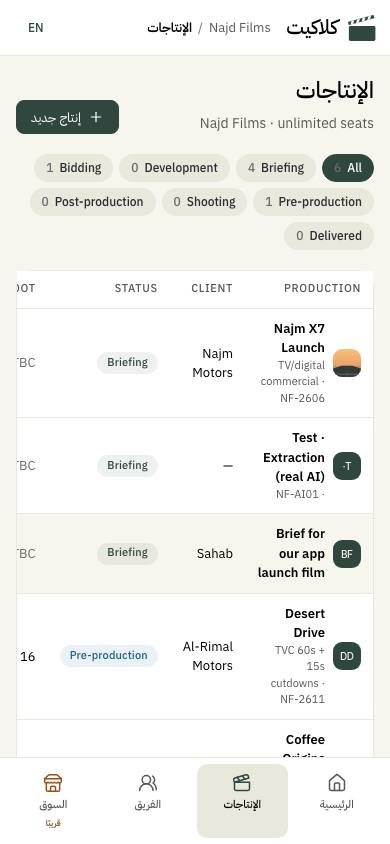 كلاكيت
Najd Films / الإنتاجات
EN
الإنتاجات
Najd Films · unlimited seats
إنتاج جديد
All 6
Briefing 4
Development 0
Bidding 1
Pre-production 1
Shooting 0
Post-production 0
Delivered 0
PRODUCTION CLIENT STATUS
Najm X7
Launch
TV/digital
commercial ·
NF-2606
Najm
Motors
Briefing
TBC
·T
Test ·
Extraction
(real AI)
NF-AI01 ·
—
Briefing
BF
Brief for
our app
launch film
Sahab
Briefing
TBC
DD
Desert
Drive
TVC 60s +
15s
cutdowns ·
NF-2611
Al-Rimal
Motors
Pre-production
16
Coffee
الرئيسية
الإنتاجات
الفريق
السوق
قريبًا